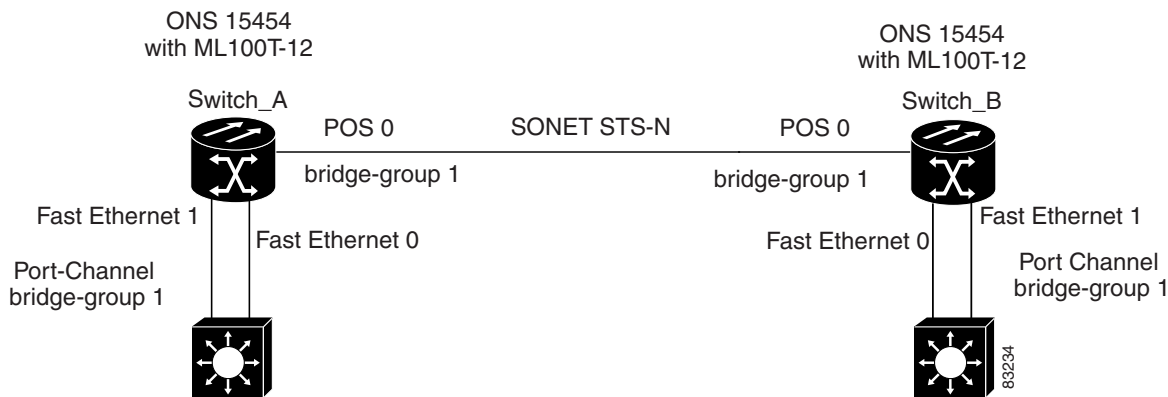 ONS 15454
with ML100T-12
Switch_A
ONS 15454
with ML100T-12
Switch_B
POS 0
SONET STS-N
POS 0
bridge-group 1
bridge-group 1
Fast Ethernet 1
Fast Ethernet 0
Fast Ethernet 0
Fast Ethernet 1
Port-Channel
bridge-group 1
Port Channel
bridge-group 1
83234